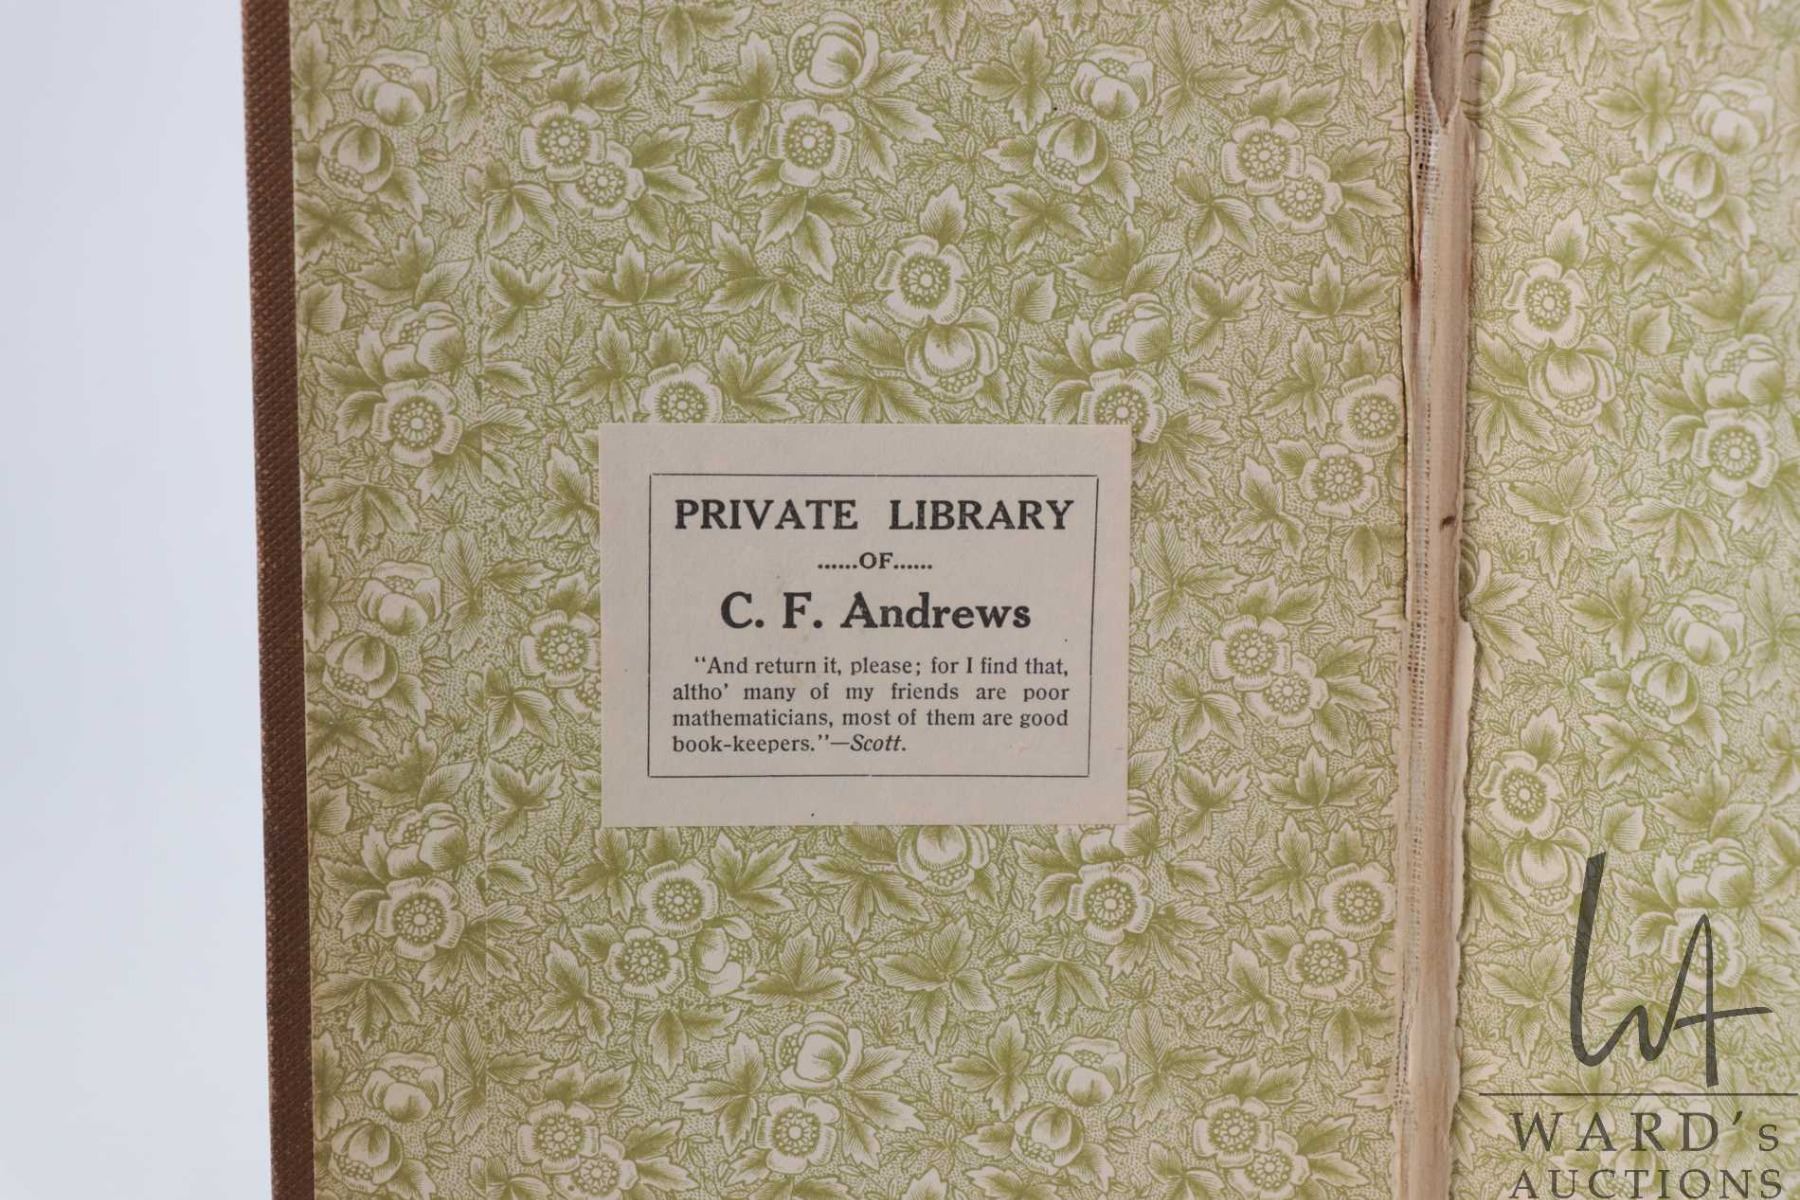 PRIVATE LIBRARY
......OF......
C. F. Andrews
"And return it, please; for I find that,
altho' many of my friends are poor
mathematicians, most of them are good
book-keepers."—Scott.
WA
WARD's
AUCTIONS